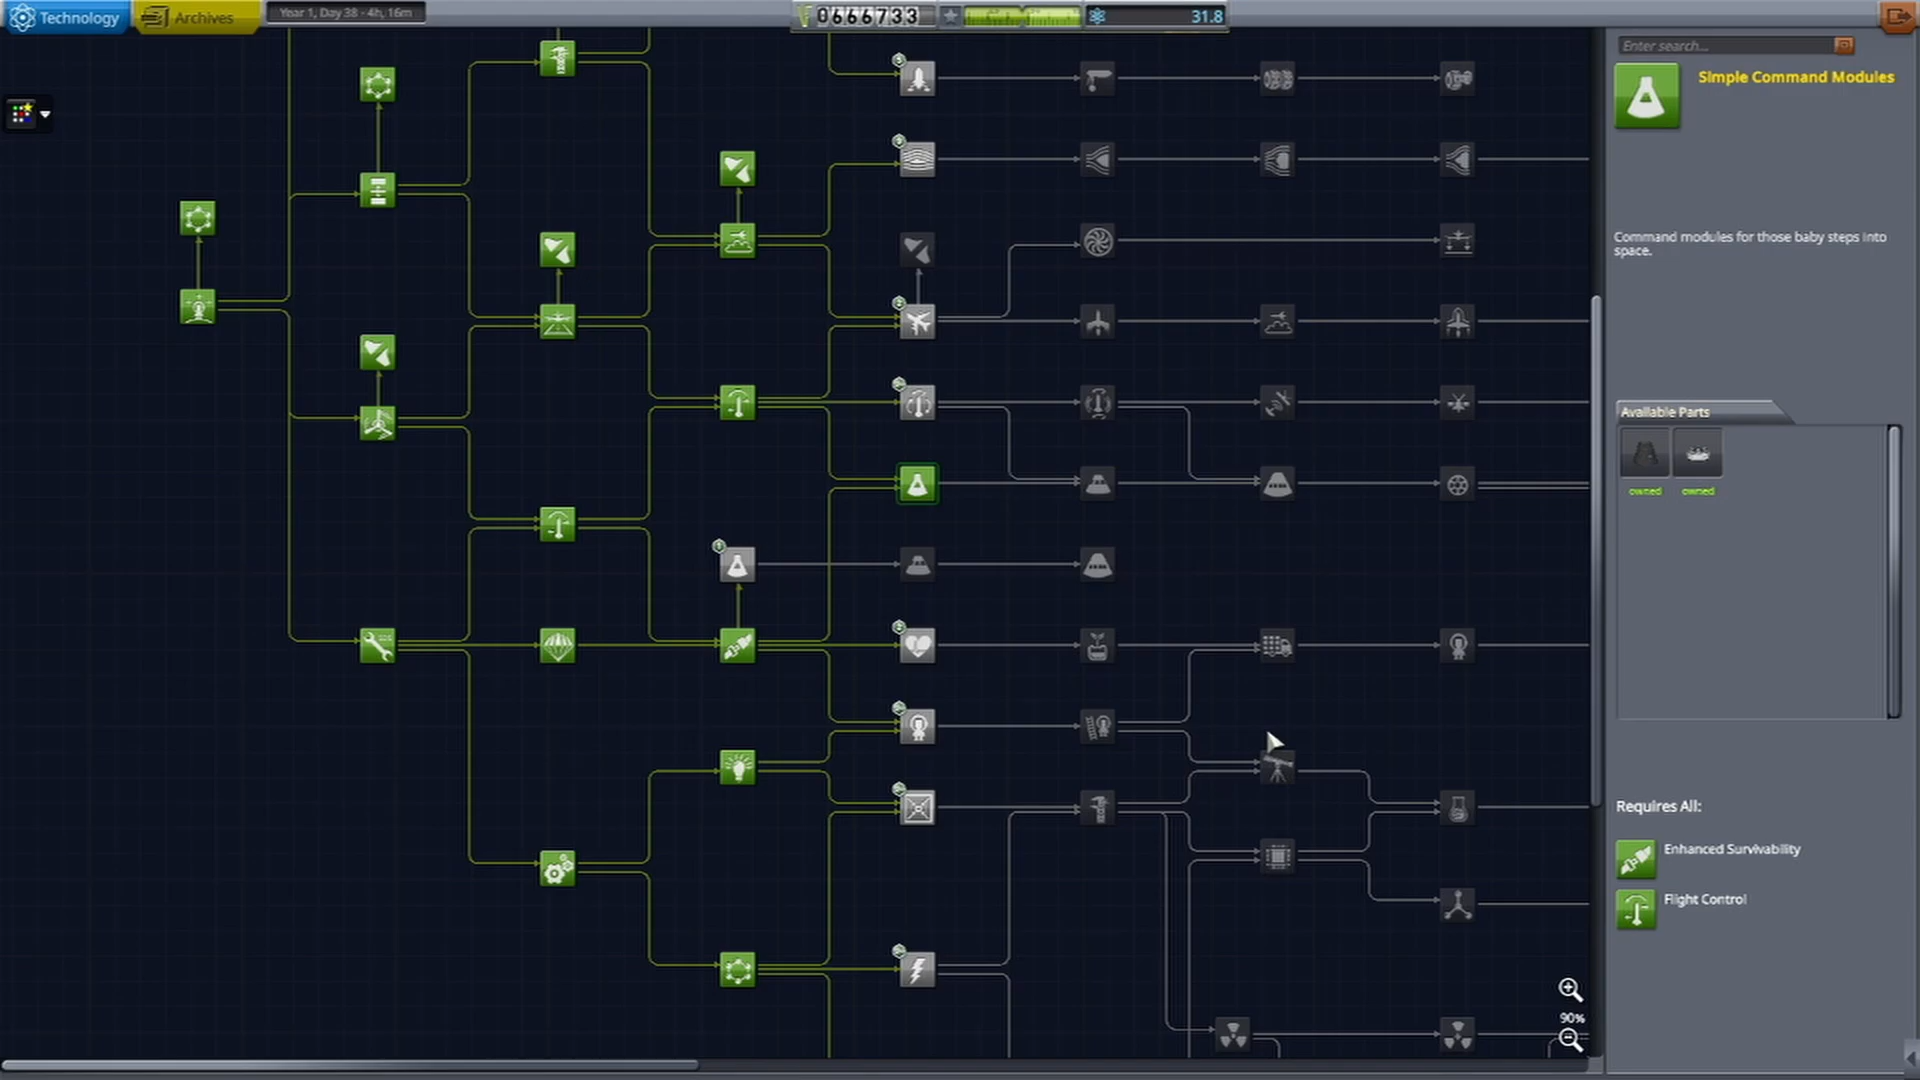 Technology
Archives
Year 1, Day 38 - 4h, 16m
0666733
31.8
Enter search...
Simple Command Modules
Command modules for those baby steps into
space.
Available Parts
owned
owned
Requires All:
Enhanced Survivability
Flight Control
90%